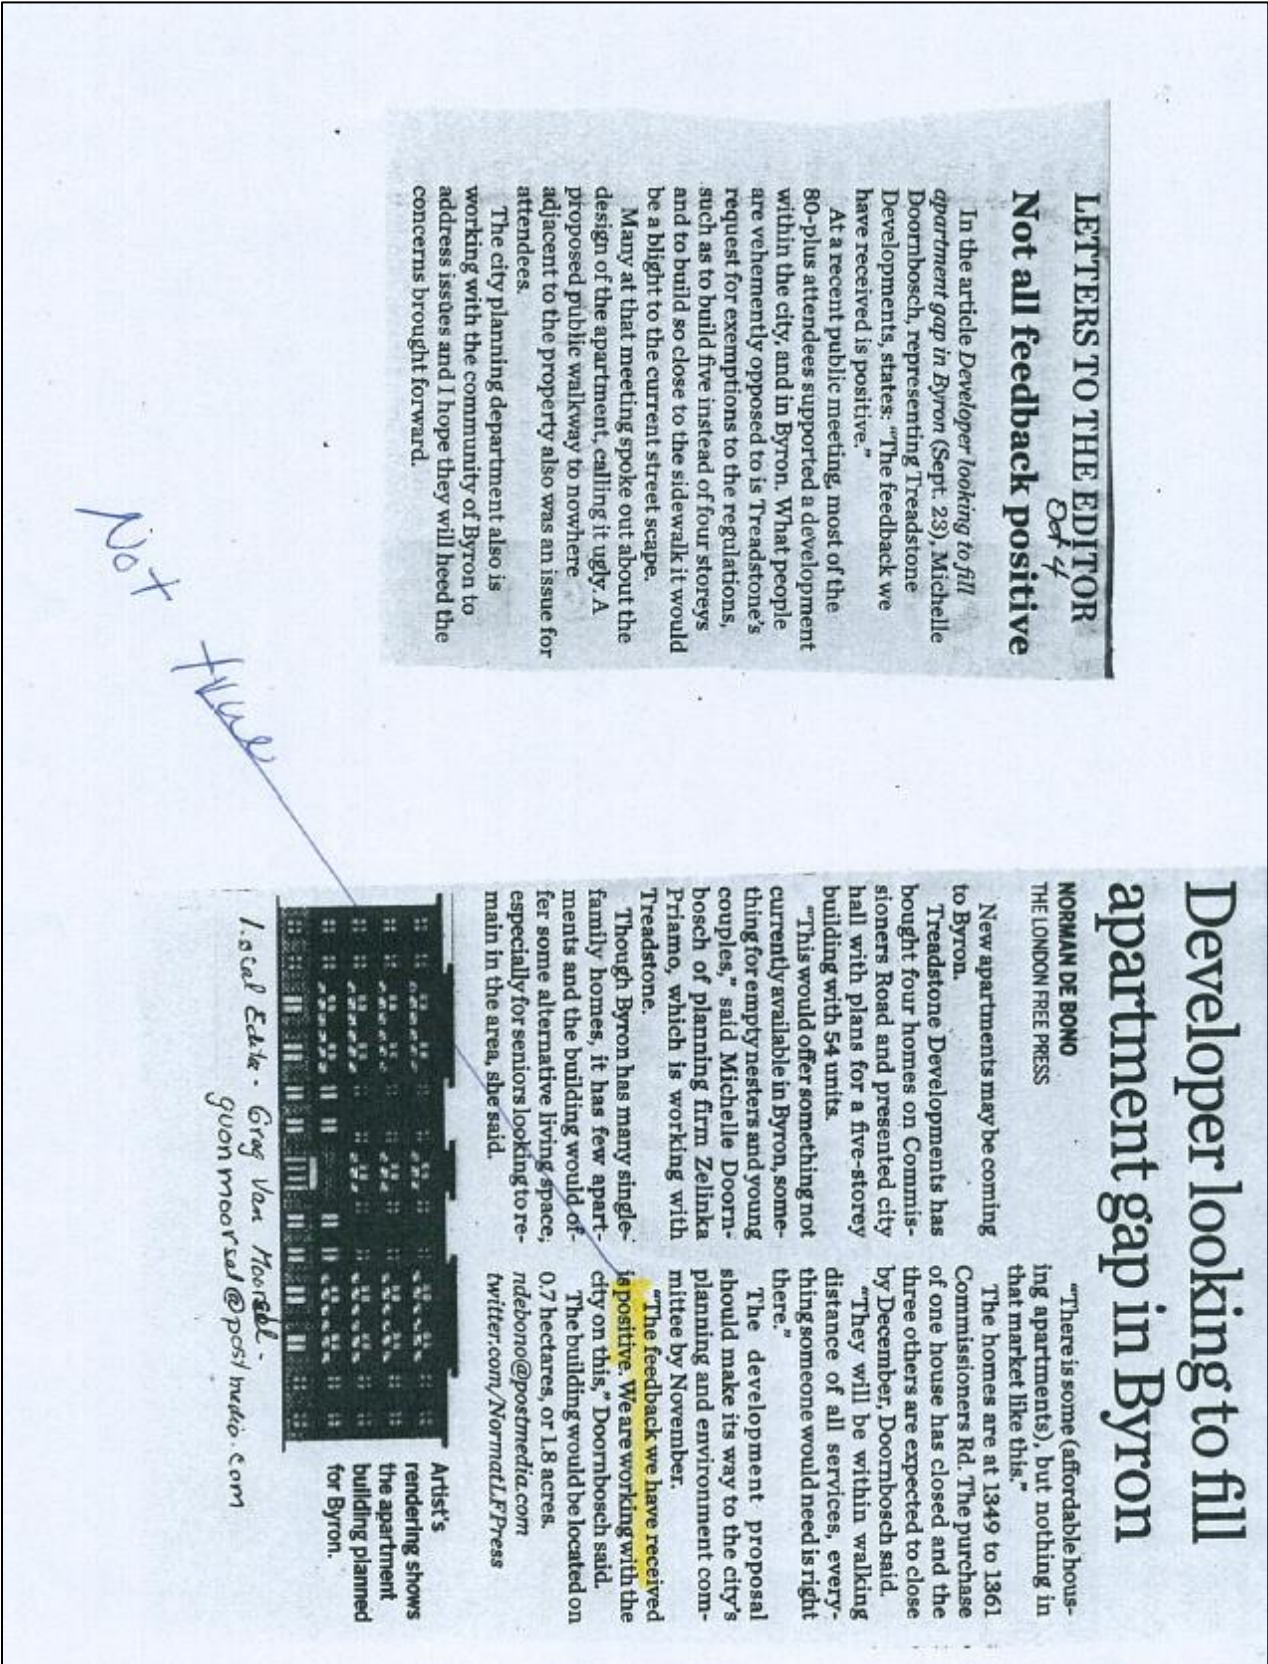 LETTERS TO THE EDITOR
Oct 4
Not all feedback positive
In the article Developer looking to fill
apartment gap in Byron (Sept. 23), Michelle
Doornbosch, representing Treadstone
Developments, states: "The feedback we
have received is positive."
At a recent public meeting, most of the
80-plus attendees supported a development
within the city, and in Byron. What people
are vehemently opposed to is Treadstone's
request for exemptions to the regulations,
such as to build five instead of four storeys
and to build so close to the sidewalk it would
be a blight to the current street scape.
Many at that meeting spoke out about the
design of the apartment, calling it ugly. A
proposed public walkway to nowhere
adjacent to the property also was an issue for
attendees.
The city planning department also is
working with the community of Byron to
address issues and I hope they will heed the
concerns brought forward.
Not true
Developer looking to fill
apartment gap in Byron
NORMAN DE BONO
THE LONDON FREE PRESS
New apartments may be coming
to Byron.
Treadstone Developments has
bought four homes on Commis-
sioners Road and presented city
hall with plans for a five-storey
building with 54 units.
"This would offer something not
currently available in Byron, some-
thing for empty nesters and young
couples," said Michelle Doorn-
bosch of planning firm Zelinka
Priamo, which is working with
Treadstone.
Though Byron has many single-
family homes, it has few apart-
ments and the building would of-
fer some alternative living space;
especially for seniors looking to re-
main in the area, she said.
"There is some (affordable hous-
ing apartments), but nothing in
that market like this."
The homes are at 1349 to 1361
Commissioners Rd. The purchase
of one house has closed and the
three others are expected to close
by December, Doornbosch said.
"They will be within walking
distance of all services, every-
thing someone would need is right
there."
The development proposal
should make its way to the city's
planning and environment com-
mittee by November.
"The feedback we have received
is positive. We are working with the
city on this," Doornbosch said.
The building would be located on
0.7 hectares, or 1.8 acres.
ndebono@postmedia.com
twitter.com/NormatLFPress
Artist's
rendering shows
the apartment
building planned
for Byron.
Local Editor - Greg Van Moorsel -
gvanmoorsel@postmedia.com